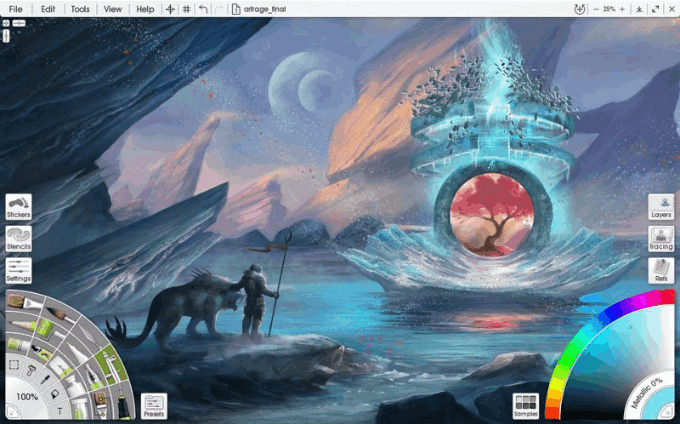 File Edit Tools View Help artrage_final 25%
Stickers
Layers
Stencils
Tracing
Settings
Refs
100%
T
Metallic 0%
Presets
Samples